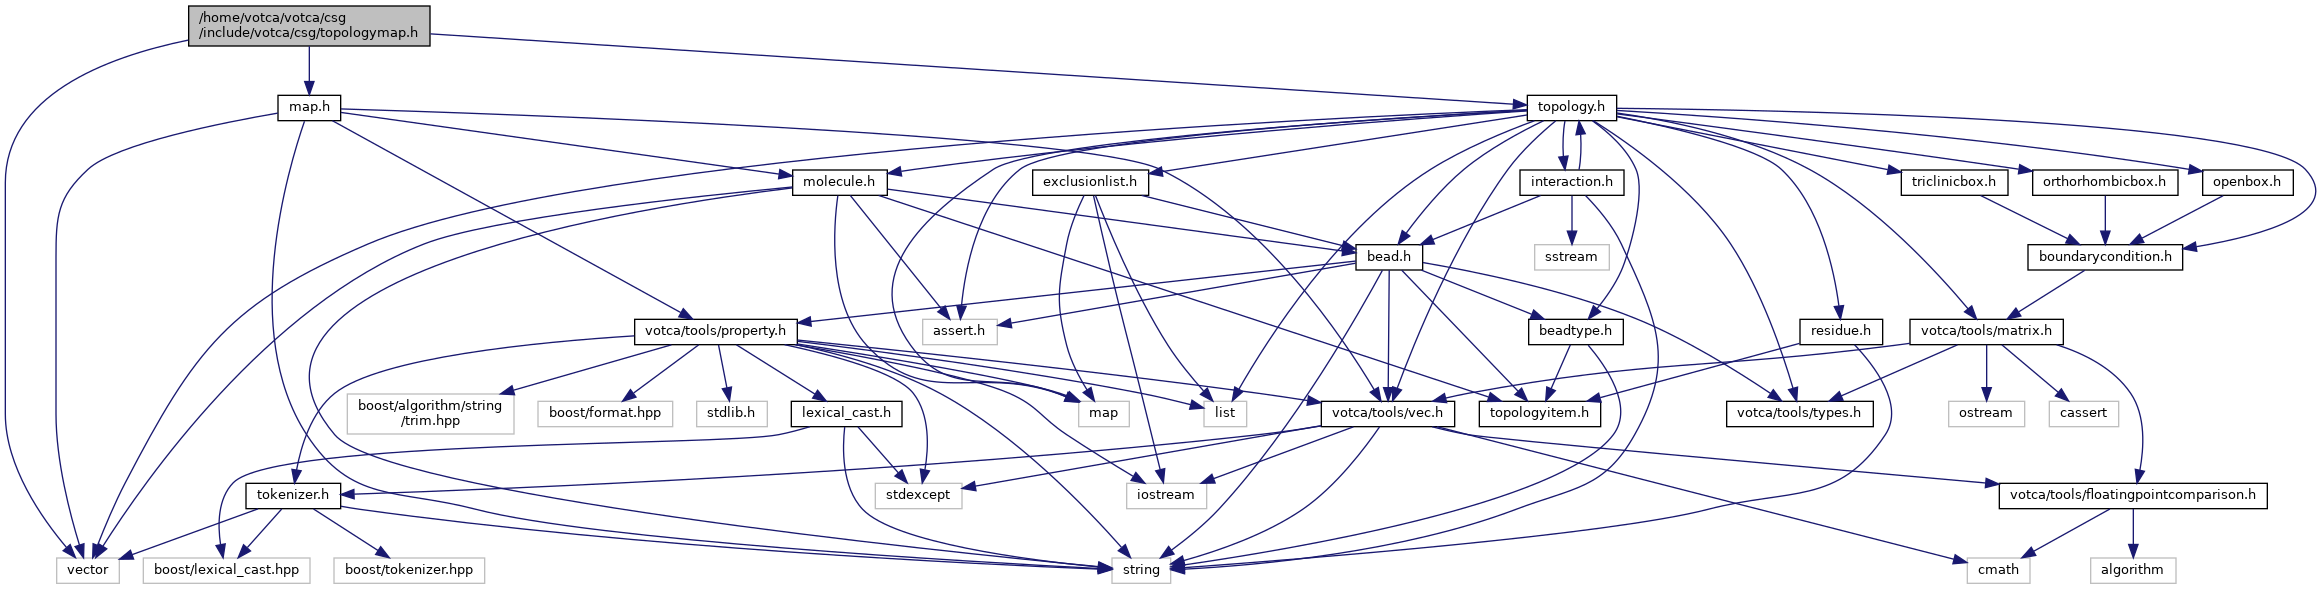 /home/votca/votca/csg
/include/votca/csg/topologymap.h
map.h
topology.h
molecule.h
exclusionlist.h
interaction.h
triclinicbox.h
orthorhombicbox.h
openbox.h
bead.h
sstream
boundarycondition.h
votca/tools/property.h
assert.h
beadtype.h
residue.h
votca/tools/matrix.h
boost/algorithm/string
/trim.hpp
boost/format.hpp
stdlib.h
lexical_cast.h
map
list
votca/tools/vec.h
topologyitem.h
votca/tools/types.h
ostream
cassert
tokenizer.h
stdexcept
iostream
votca/tools/floatingpointcomparison.h
vector
boost/lexical_cast.hpp
boost/tokenizer.hpp
string
cmath
algorithm